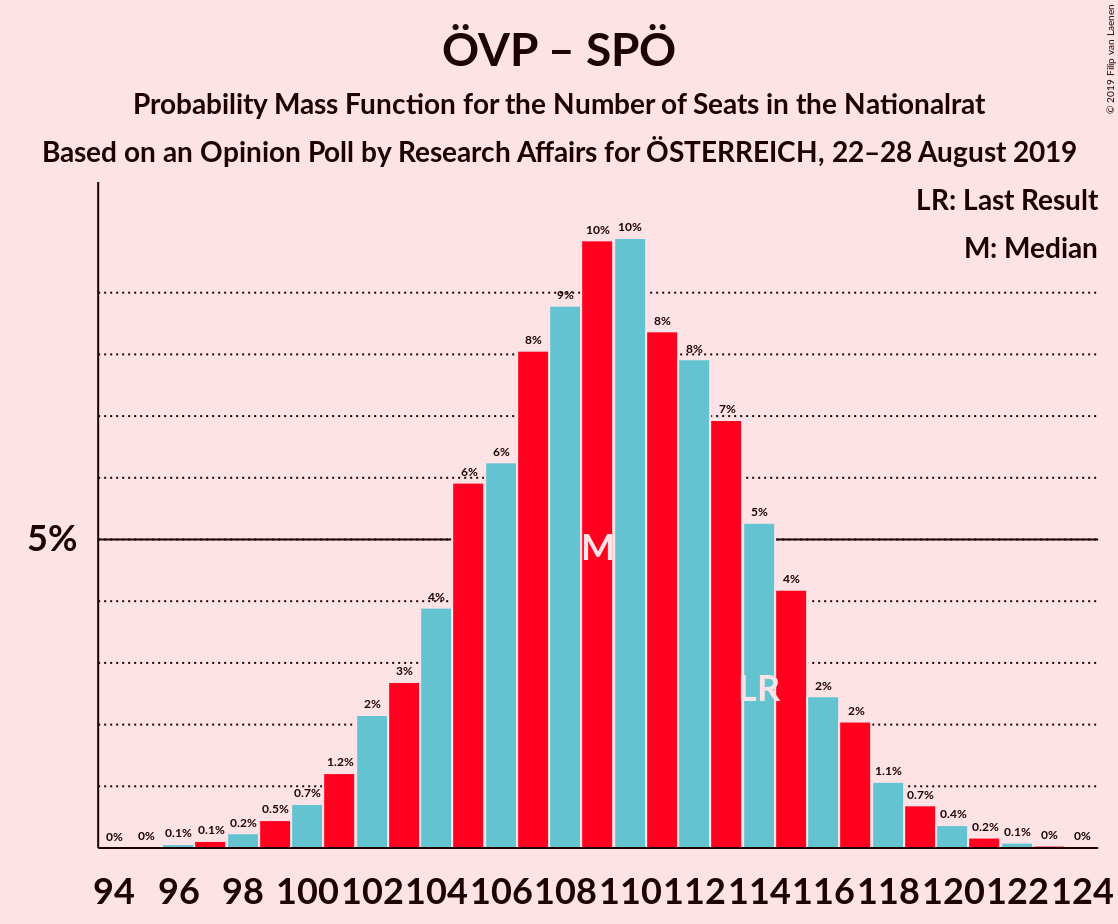 ÖVP – SPÖ
Probability Mass Function for the Number of Seats in the Nationalrat
Based on an Opinion Poll by Research Affairs for ÖSTERREICH, 22–28 August 2019
© 2019 Filip van Laenen
LR: Last Result
M: Median
5%
0% 0% 0.1% 0.1% 0.2% 0.5% 0.7% 1.2% 2% 3% 4% 6% 6% 8% 9% 10% 10% 8% 8% 7% 5% 4% 2% 2% 1.1% 0.7% 0.4% 0.2% 0.1% 0% 0%
M
LR
94 96 98 100 102 104 106 108 110 112 114 116 118 120 122 124